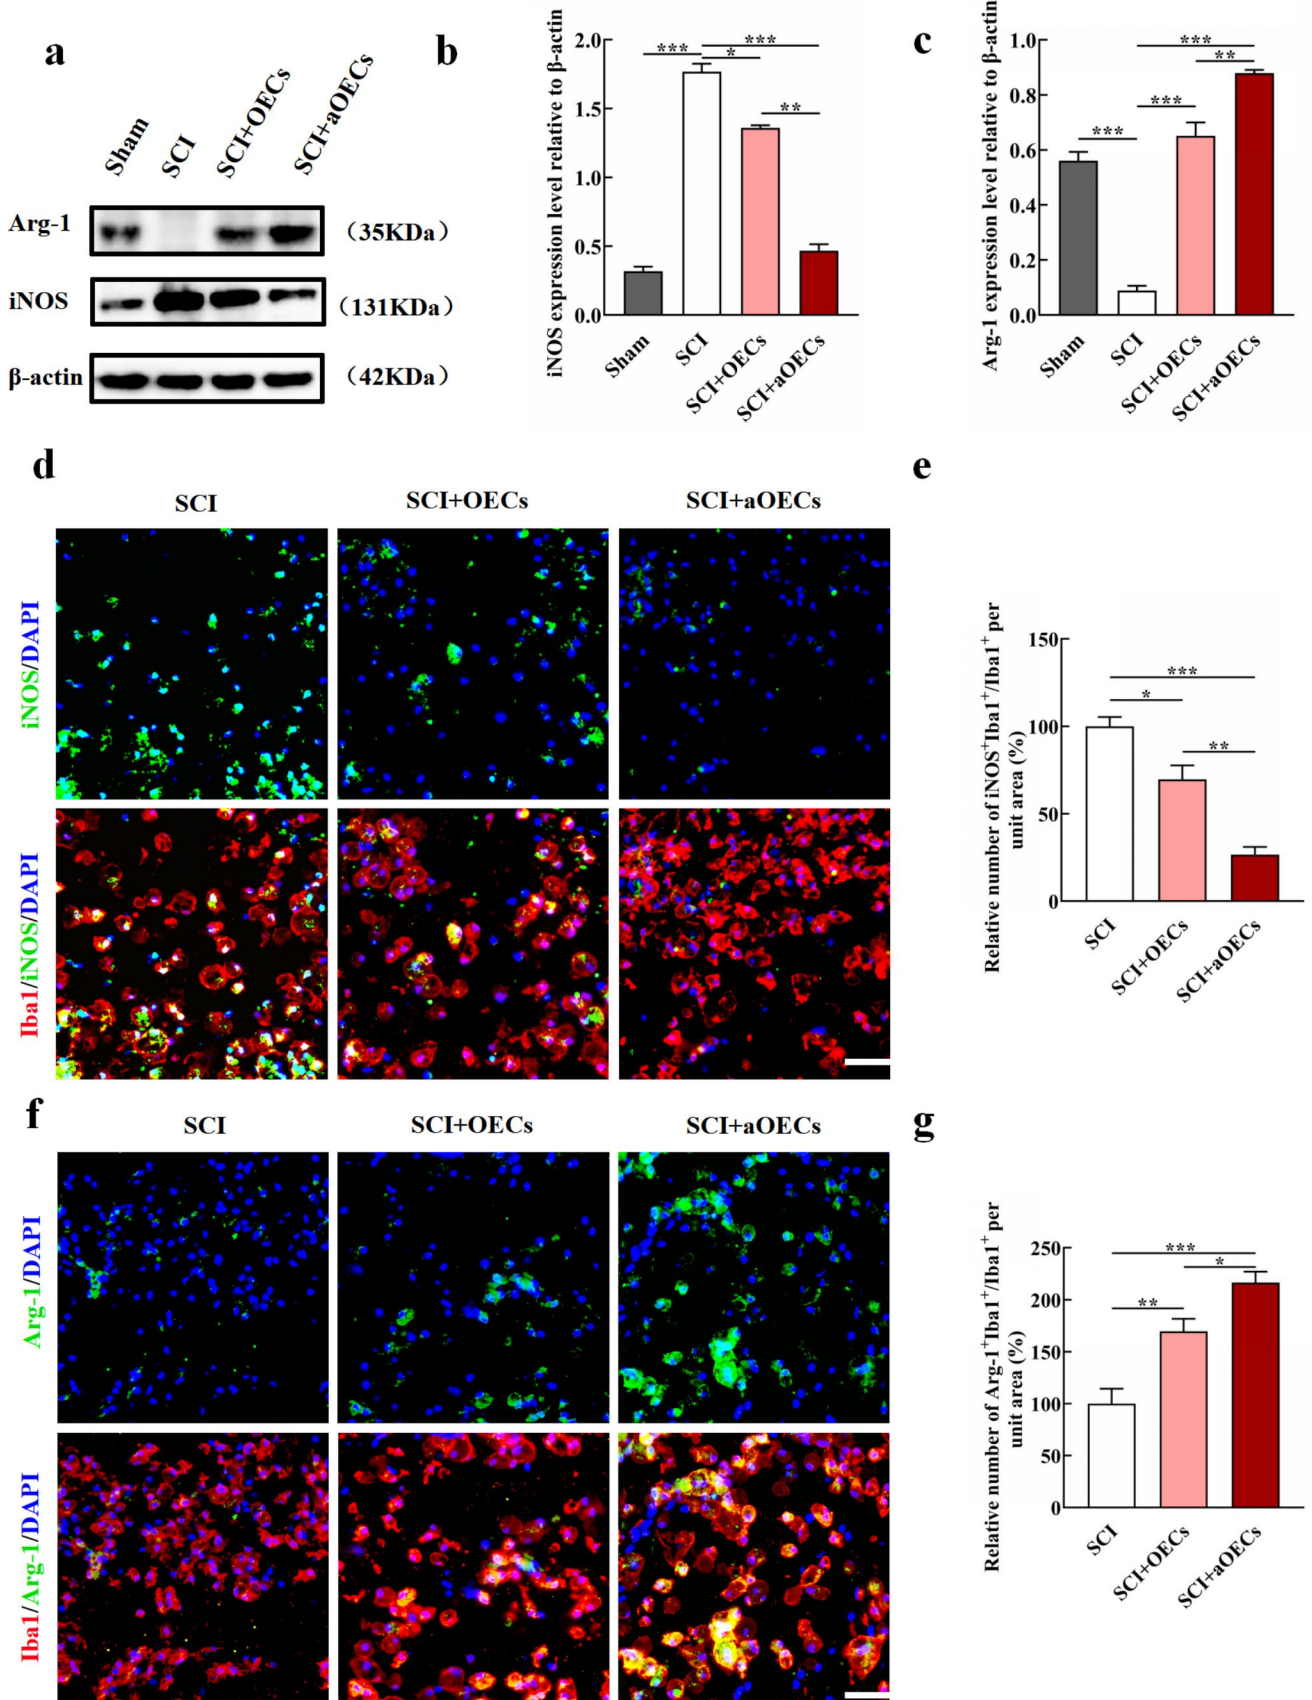 a
Sham
SCI
SCI+OECs
SCI+aOECs
Arg-1
（35KDa）
iNOS
（131KDa）
β-actin
（42KDa）
b
iNOS expression level relative to β-actin
2.0
1.5
1.0
0.5
0.0
***
***
*
**
Sham
SCI
SCI+OECs
SCI+aOECs
c
Arg-1 expression level relative to β-actin
1.0
0.8
0.6
0.4
0.2
0.0
***
**
***
***
Sham
SCI
SCI+OECs
SCI+aOECs
d
SCI
SCI+OECs
SCI+aOECs
iNOS/DAPI
Iba1/iNOS/DAPI
e
Relative number of iNOS⁺Iba1⁺/Iba1⁺ per
unit area (%)
150
100
50
0
***
*
**
SCI
SCI+OECs
SCI+aOECs
f
SCI
SCI+OECs
SCI+aOECs
Arg-1/DAPI
Iba1/Arg-1/DAPI
g
Relative number of Arg-1⁺Iba1⁺/Iba1⁺ per
unit area (%)
250
200
150
100
50
0
***
*
**
SCI
SCI+OECs
SCI+aOECs